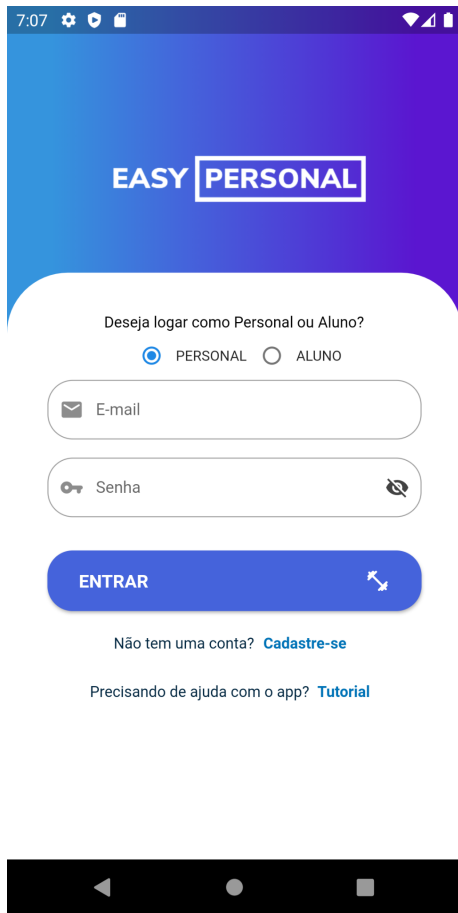 7:07
EASY PERSONAL
Deseja logar como Personal ou Aluno?
PERSONAL ALUNO
E-mail
Senha
ENTRAR
Não tem uma conta? Cadastre-se
Precisando de ajuda com o app? Tutorial